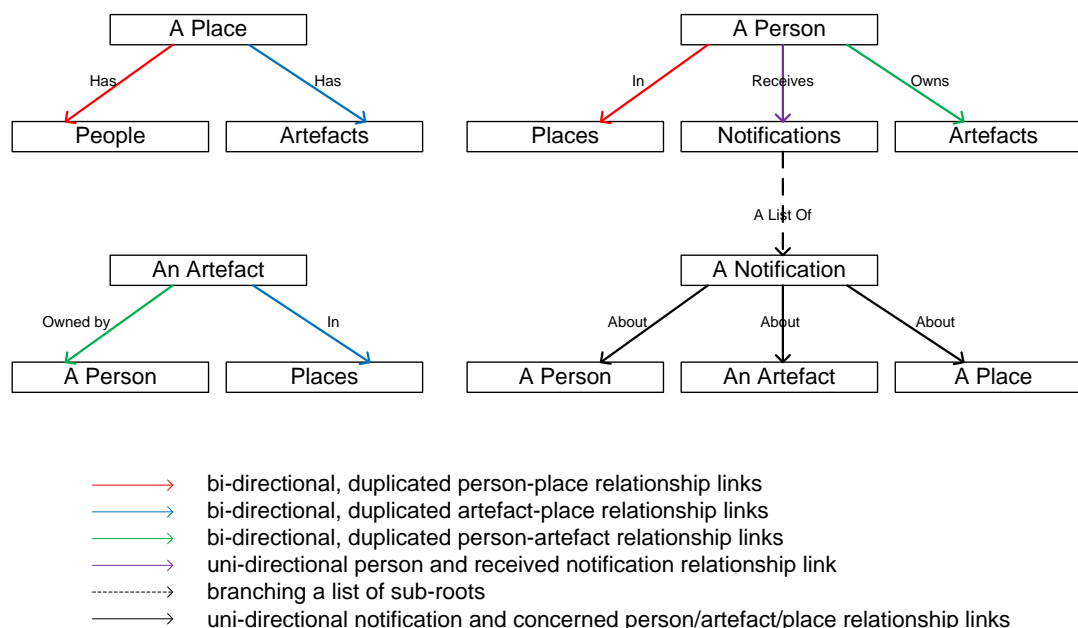 A Place
A Person
Has
Has
In
Receives
Owns
People
Artefacts
Places
Notifications
Artefacts
A List Of
An Artefact
A Notification
Owned by
In
About
About
About
A Person
Places
A Person
An Artefact
A Place
bi-directional, duplicated person-place relationship links
bi-directional, duplicated artefact-place relationship links
bi-directional, duplicated person-artefact relationship links
uni-directional person and received notification relationship link
branching a list of sub-roots
uni-directional notification and concerned person/artefact/place relationship links